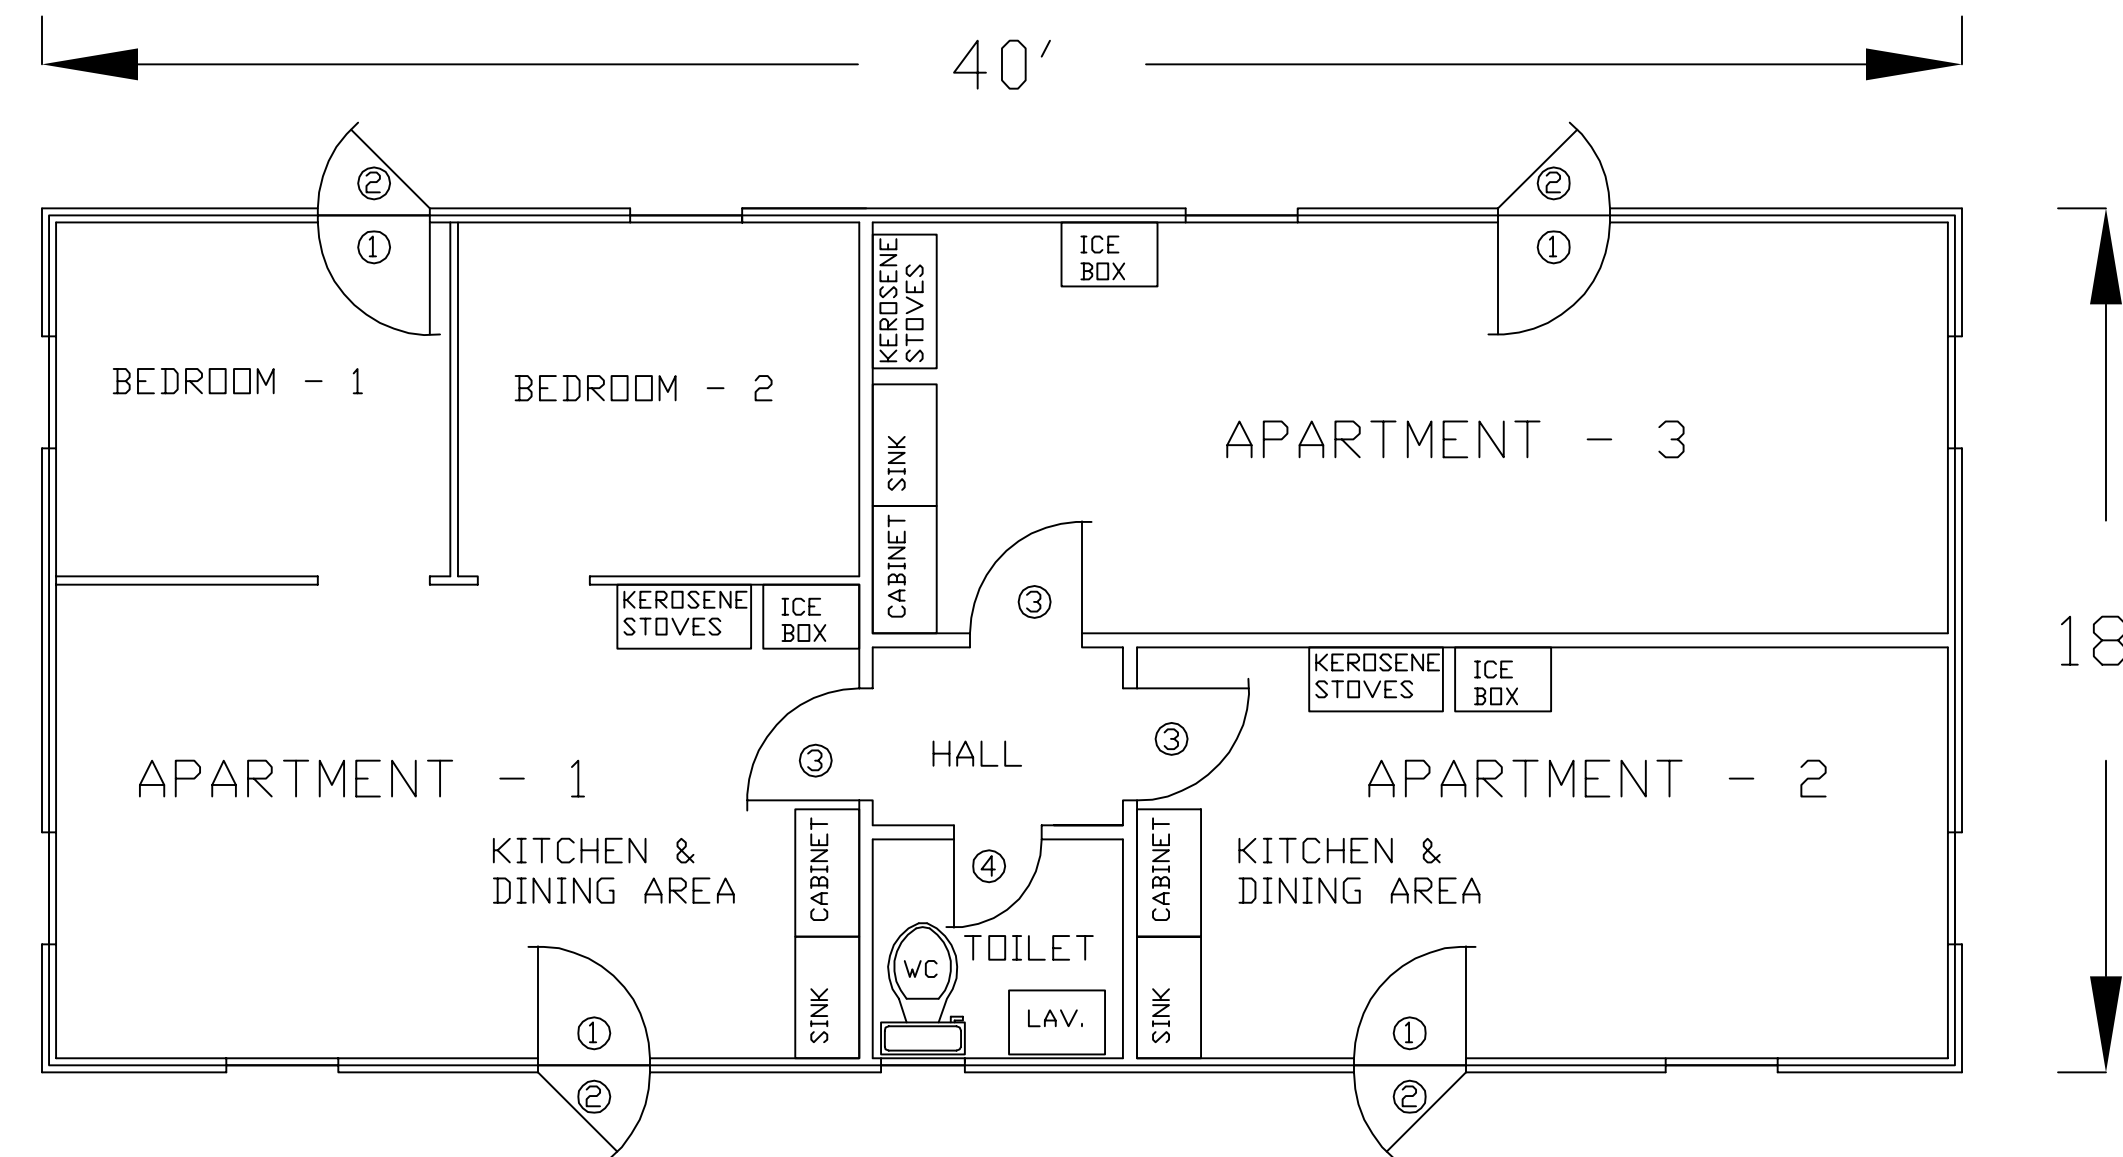 40'
2
2
1
1
KEROSENE
STOVES
ICE
BOX
BEDROOM - 1
BEDROOM - 2
SINK
APARTMENT - 3
CABINET
3
KEROSENE
STOVES
ICE
BOX
18
KEROSENE
STOVES
ICE
BOX
3
HALL
3
APARTMENT - 1
APARTMENT - 2
KITCHEN &
DINING AREA
CABINET
4
CABINET
KITCHEN &
DINING AREA
TOILET
WC
LAV.
SINK
SINK
1
1
2
2